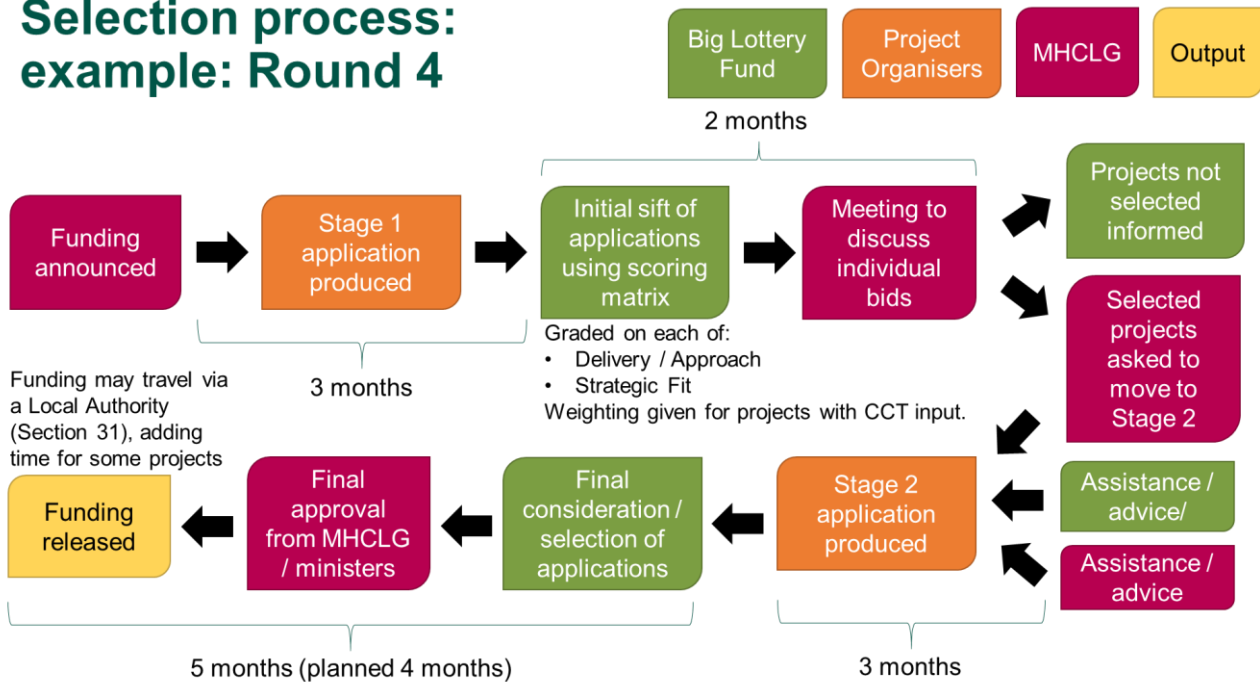 Selection process:
example: Round 4
Big Lottery
Fund
Project
Organisers
MHCLG
Output
2 months
Funding
announced
Stage 1
application
produced
Initial sift of
applications
using scoring
matrix
Meeting to
discuss
individual
bids
Projects not
selected
informed
Selected
projects
asked to
move to
Stage 2
3 months
Graded on each of:
• Delivery / Approach
• Strategic Fit
Weighting given for projects with CCT input.
Funding may travel via
a Local Authority
(Section 31), adding
time for some projects
Funding
released
Final
approval
from MHCLG
/ ministers
Final
consideration /
selection of
applications
Stage 2
application
produced
Assistance /
advice/
Assistance /
advice
5 months (planned 4 months)
3 months